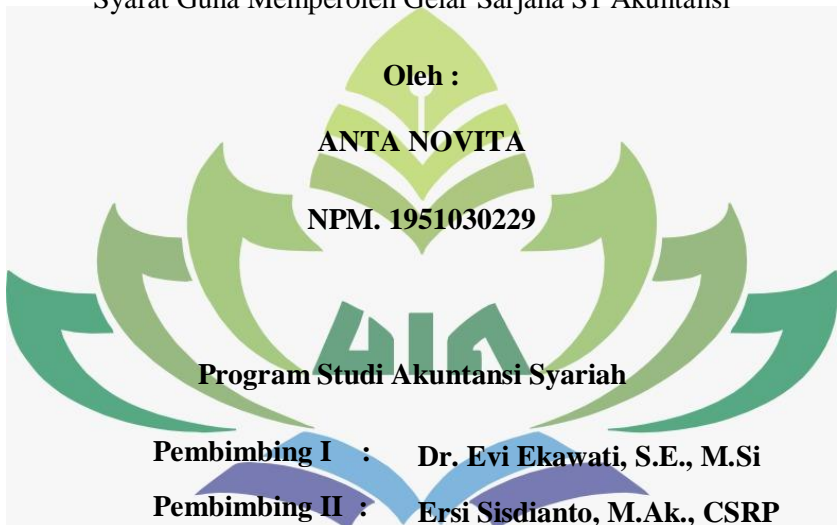 Syarat Guna Memperoleh Gelar Sarjana S1 Akuntansi
Oleh :
ANTA NOVITA
NPM. 1951030229
UIN
Program Studi Akuntansi Syariah
Pembimbing I : Dr. Evi Ekawati, S.E., M.Si
Pembimbing II : Ersi Sisdianto, M.Ak., CSRP